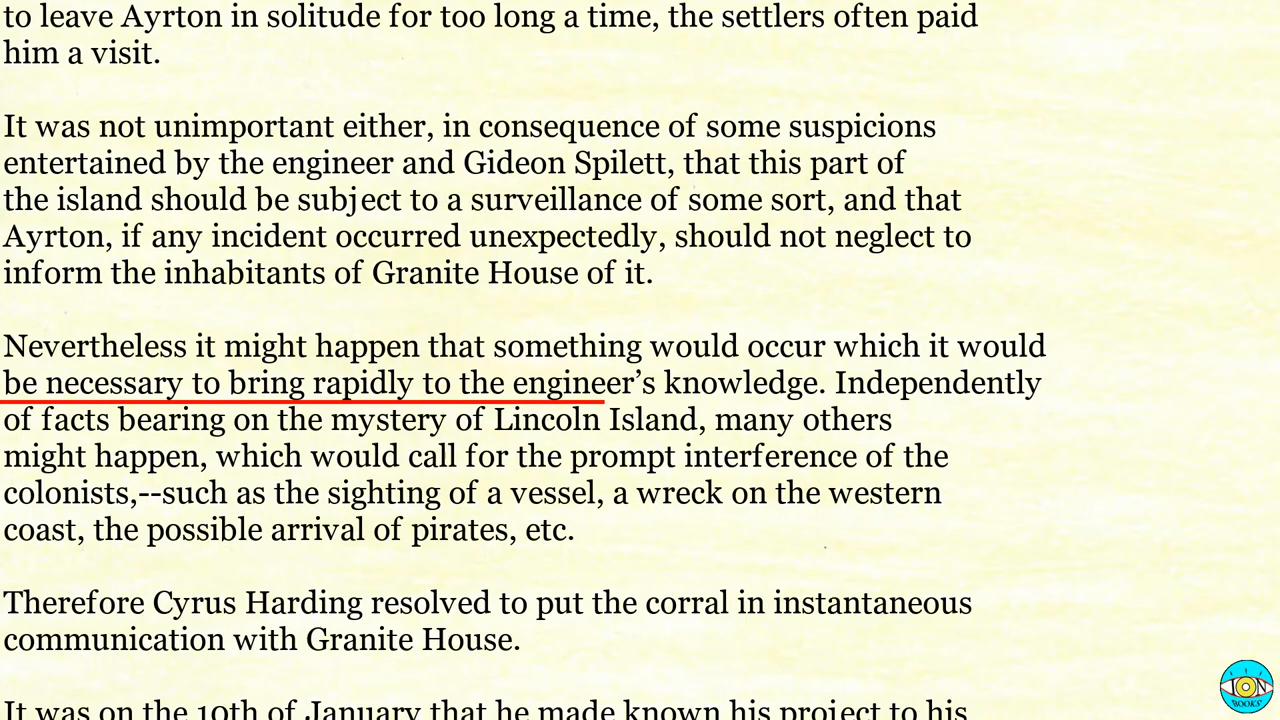 to leave Ayrton in solitude for too long a time, the settlers often paid
him a visit.
It was not unimportant either, in consequence of some suspicions
entertained by the engineer and Gideon Spilett, that this part of
the island should be subject to a surveillance of some sort, and that
Ayrton, if any incident occurred unexpectedly, should not neglect to
inform the inhabitants of Granite House of it.
Nevertheless it might happen that something would occur which it would
be necessary to bring rapidly to the engineer’s knowledge. Independently
of facts bearing on the mystery of Lincoln Island, many others
might happen, which would call for the prompt interference of the
colonists,--such as the sighting of a vessel, a wreck on the western
coast, the possible arrival of pirates, etc.
Therefore Cyrus Harding resolved to put the corral in instantaneous
communication with Granite House.
It was on the 10th of January that he made known his project to his
ION
BOOKS